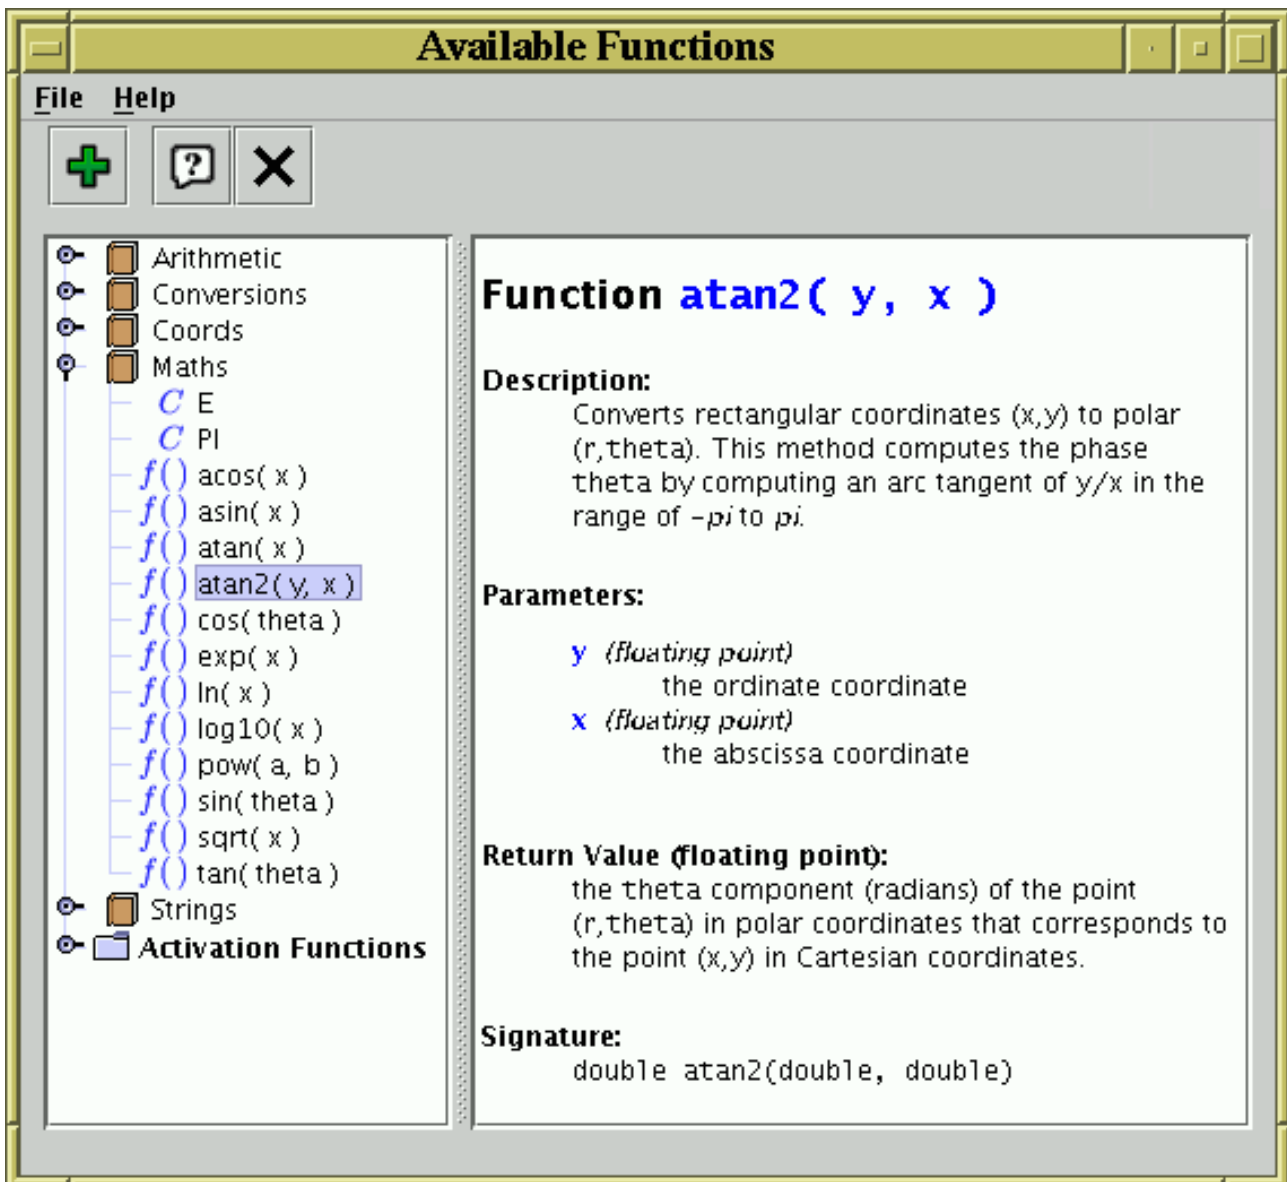 Available Functions
File Help
?
Arithmetic
Conversions
Coords
Maths
C E
C PI
f() acos( x )
f() asin( x )
f() atan( x )
f() atan2( y, x )
f() cos( theta )
f() exp( x )
f() ln( x )
f() log10( x )
f() pow( a, b )
f() sin( theta )
f() sqrt( x )
f() tan( theta )
Strings
Activation Functions
Function atan2( y, x )
Description:
Converts rectangular coordinates (x,y) to polar
(r,theta). This method computes the phase
theta by computing an arc tangent of y/x in the
range of -pi to pi.
Parameters:
y (floating point)
the ordinate coordinate
x (floating point)
the abscissa coordinate
Return Value (floating point):
the theta component (radians) of the point
(r,theta) in polar coordinates that corresponds to
the point (x,y) in Cartesian coordinates.
Signature:
double atan2(double, double)